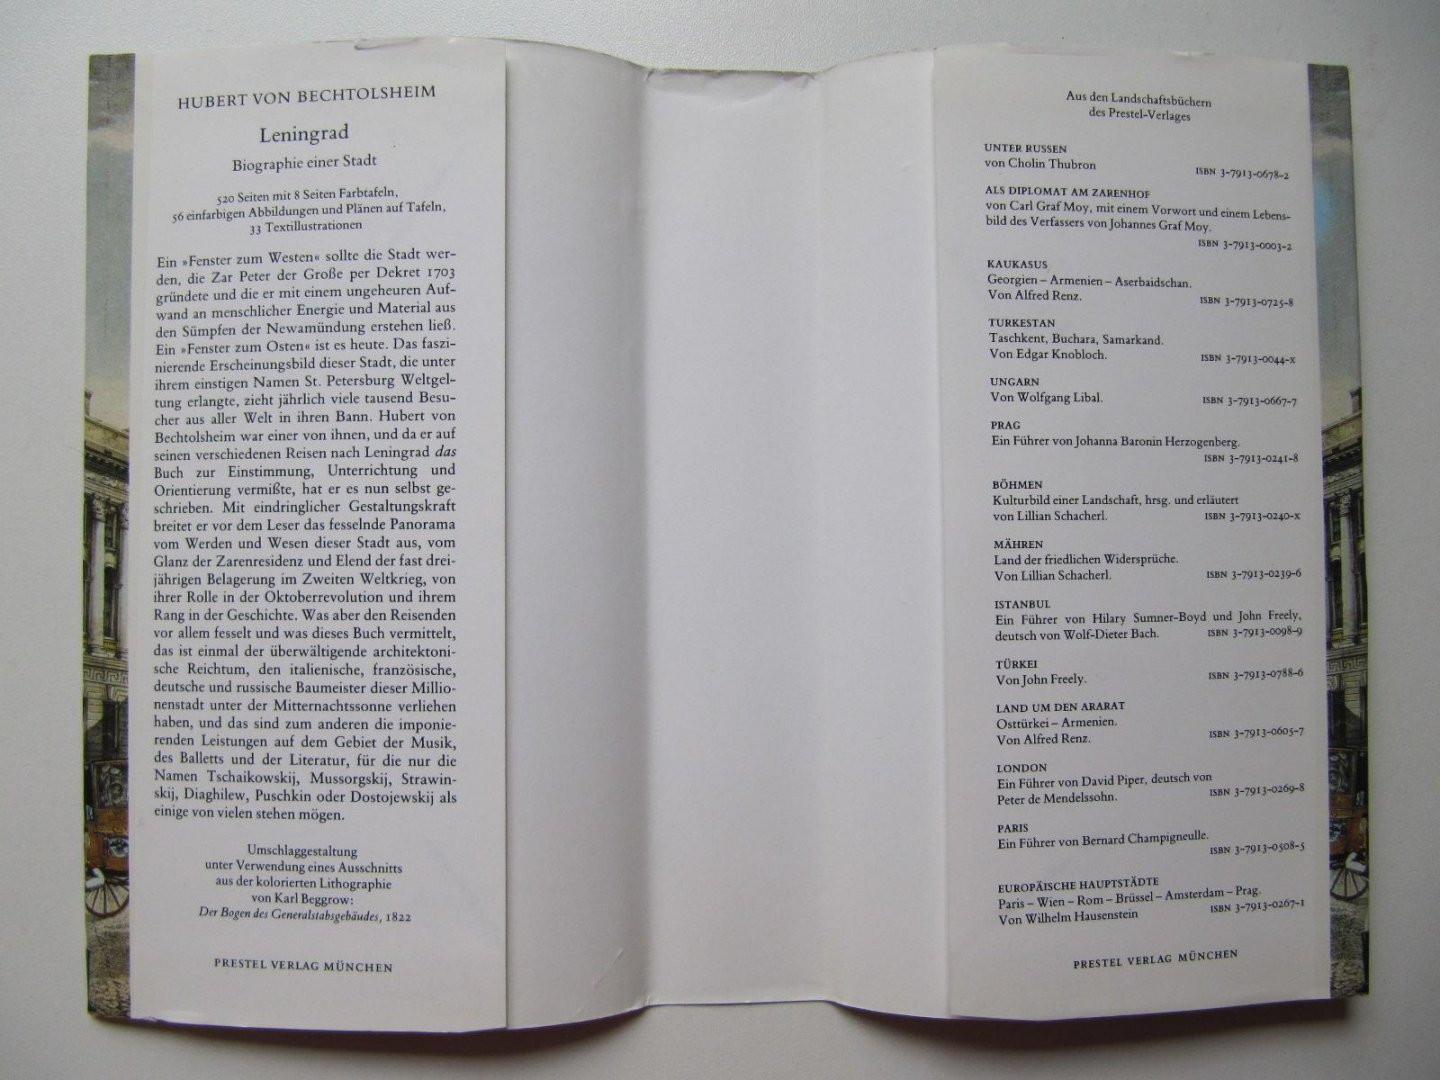 HUBERT VON BECHTOLSHEIM
Leningrad
Biographie einer Stadt
520 Seiten mit 8 Seiten Farbtafeln,
56 einfarbigen Abbildungen und Plänen auf Tafeln,
33 Textillustrationen
Ein »Fenster zum Westen« sollte die Stadt wer-
den, die Zar Peter der Große per Dekret 1703
gründete und die er mit einem ungeheuren Auf-
wand an menschlicher Energie und Material aus
den Sümpfen der Newamündung erstehen ließ.
Ein »Fenster zum Osten« ist es heute. Das faszi-
nierende Erscheinungsbild dieser Stadt, die unter
ihrem einstigen Namen St. Petersburg Weltgel-
tung erlangte, zieht jährlich viele tausend Besu-
cher aus aller Welt in ihren Bann. Hubert von
Bechtolsheim war einer von ihnen, und da er auf
seinen verschiedenen Reisen nach Leningrad das
Buch zur Einstimmung, Unterrichtung und
Orientierung vermißte, hat er es nun selbst ge-
schrieben. Mit eindringlicher Gestaltungskraft
breitet er vor dem Leser das fesselnde Panorama
vom Werden und Wesen dieser Stadt aus, vom
Glanz der Zarenresidenz und Elend der fast drei-
jährigen Belagerung im Zweiten Weltkrieg, von
ihrer Rolle in der Oktoberrevolution und ihrem
Rang in der Geschichte. Was aber den Reisenden
vor allem fesselt und was dieses Buch vermittelt,
das ist einmal der überwältigende architektoni-
sche Reichtum, den italienische, französische,
deutsche und russische Baumeister dieser Millio-
nenstadt unter der Mitternachtssonne verliehen
haben, und das sind zum anderen die imponie-
renden Leistungen auf dem Gebiet der Musik,
des Balletts und der Literatur, für die nur die
Namen Tschaikowskij, Mussorgskij, Strawin-
skij, Diaghilew, Puschkin oder Dostojewskij als
einige von vielen stehen mögen.
Umschlaggestaltung
unter Verwendung eines Ausschnitts
aus der kolorierten Lithographie
von Karl Beggrow:
Der Bogen des Generalstabsgebäudes, 1822
PRESTEL VERLAG MÜNCHEN
Aus den Landschaftsbüchern
des Prestel-Verlages
UNTER RUSSEN
von Cholin Thubron ISBN 3-7913-0678-2
ALS DIPLOMAT AM ZARENHOF
von Carl Graf Moy, mit einem Vorwort und einem Lebens-
bild des Verfassers von Johannes Graf Moy.
ISBN 3-7913-0003-2
KAUKASUS
Georgien – Armenien – Aserbaidschan.
Von Alfred Renz. ISBN 3-7913-0725-8
TURKESTAN
Taschkent, Buchara, Samarkand.
Von Edgar Knobloch. ISBN 3-7913-0044-X
UNGARN
Von Wolfgang Libal. ISBN 3-7913-0667-7
PRAG
Ein Führer von Johanna Baronin Herzogenberg.
ISBN 3-7913-0241-8
BÖHMEN
Kulturbild einer Landschaft, hrsg. und erläutert
von Lillian Schacherl. ISBN 3-7913-0240-X
MÄHREN
Land der friedlichen Widersprüche.
Von Lillian Schacherl. ISBN 3-7913-0239-6
ISTANBUL
Ein Führer von Hilary Sumner-Boyd und John Freely,
deutsch von Wolf-Dieter Bach. ISBN 3-7913-0098-9
TÜRKEI
Von John Freely. ISBN 3-7913-0788-6
LAND UM DEN ARARAT
Osttürkei – Armenien.
Von Alfred Renz. ISBN 3-7913-0605-7
LONDON
Ein Führer von David Piper, deutsch von
Peter de Mendelssohn. ISBN 3-7913-0269-8
PARIS
Ein Führer von Bernard Champigneulle.
ISBN 3-7913-0508-5
EUROPÄISCHE HAUPTSTÄDTE
Paris – Wien – Rom – Brüssel – Amsterdam – Prag.
Von Wilhelm Hausenstein ISBN 3-7913-0267-1
PRESTEL VERLAG MÜNCHEN